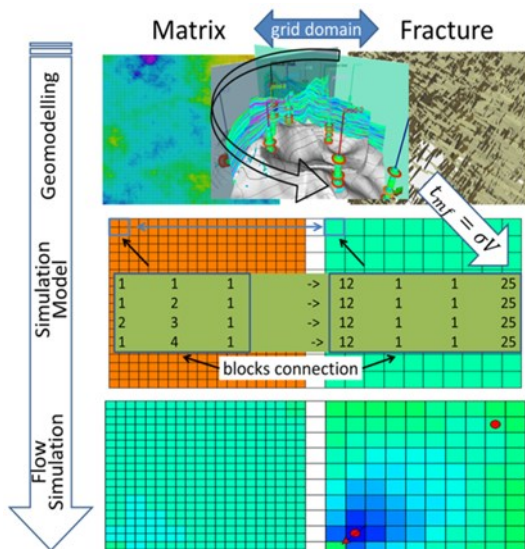 Matrix
grid domain
Fracture
Geomodelling
t_mf = σV
Simulation
Model
1 1 1 -> 12 1 1 25
1 2 1 -> 12 1 1 25
2 3 1 -> 12 1 1 25
1 4 1 -> 12 1 1 25
blocks connection
Flow
Simulation